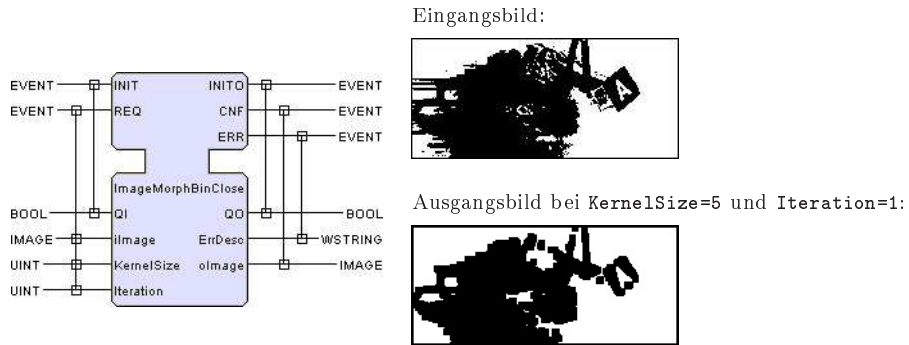 Eingangsbild:
EVENT INIT INITO EVENT
EVENT REQ CNF EVENT
ERR EVENT
ImageMorphBinClose
BOOL QI QO BOOL
IMAGE iImage ErrDesc WSTRING
UINT KernelSize oImage IMAGE
UINT Iteration
A
Ausgangsbild bei KernelSize=5 und Iteration=1: